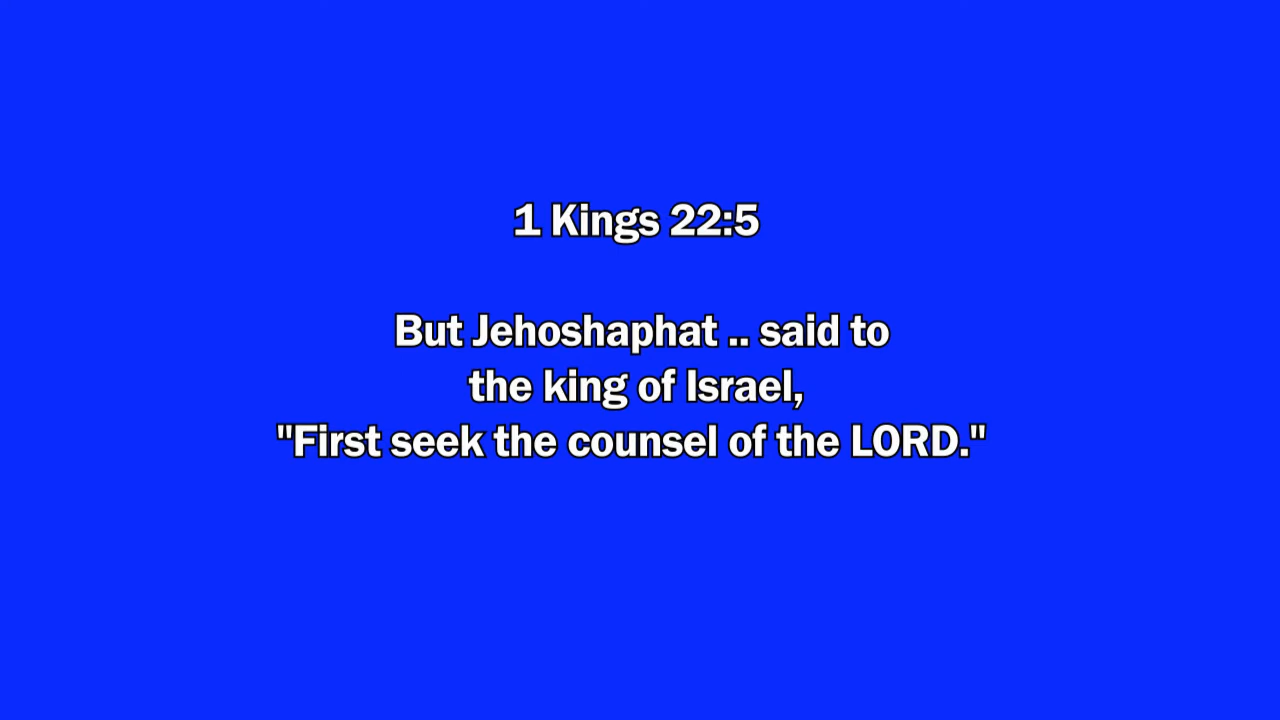 1 Kings 22:5
But Jehoshaphat .. said to
the king of Israel,
"First seek the counsel of the LORD."